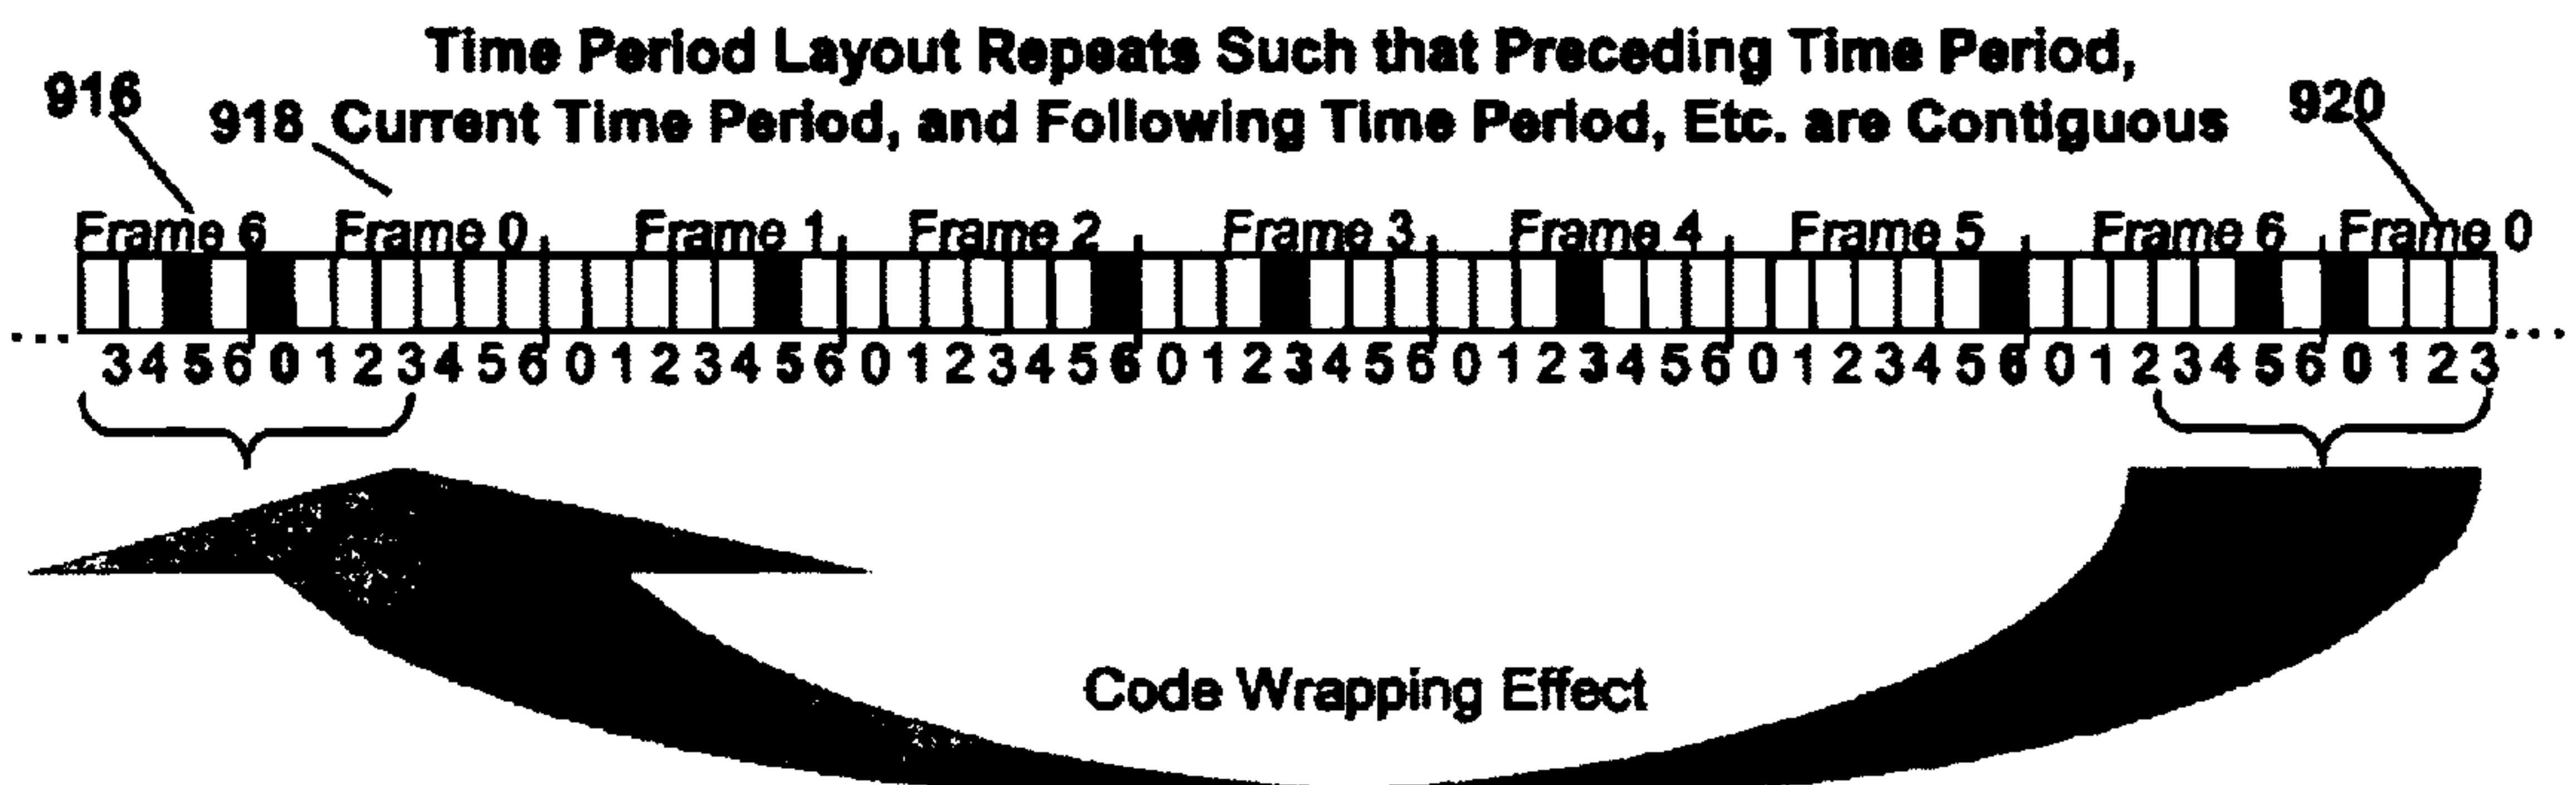 Time Period Layout Repeats Such that Preceding Time Period,
916
918 Current Time Period, and Following Time Period, Etc. are Contiguous
920
Frame 6 Frame 0 Frame 1 Frame 2 Frame 3 Frame 4 Frame 5 Frame 6 Frame 0
... 3 4 5 6 0 1 2 3 4 5 6 0 1 2 3 4 5 6 0 1 2 3 4 5 6 0 1 2 3 4 5 6 0 1 2 3 4 5 6 0 1 2 3 4 5 6 0 1 2 3 4 5 6 0 1 2 3 ...
Code Wrapping Effect